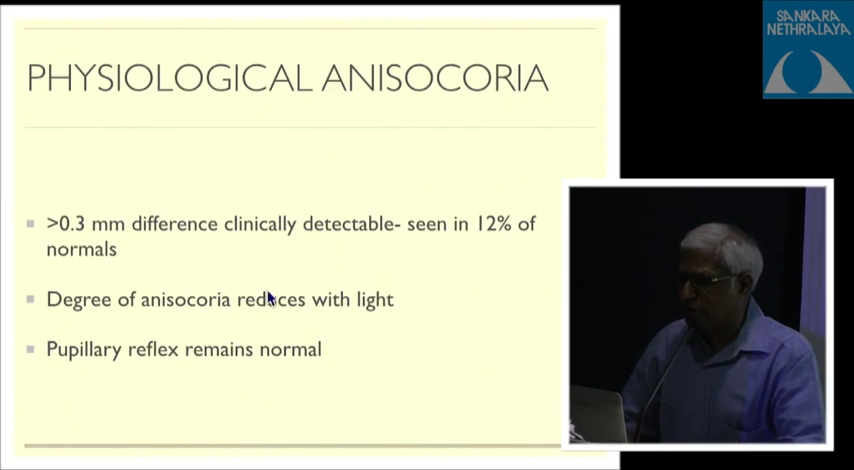 SANKARA
NETHRALAYA
PHYSIOLOGICAL ANISOCORIA
>0.3 mm difference clinically detectable- seen in 12% of
normals
Degree of anisocoria reduces with light
Pupillary reflex remains normal